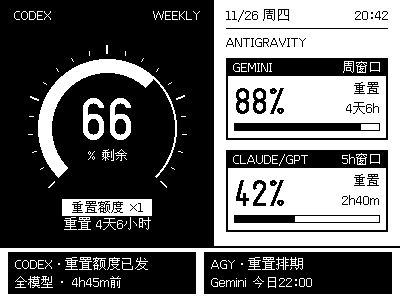 CODEX WEEKLY
66
% 剩余
重置额度 ×1
重置 4天6小时
11/26 周四 20:42
ANTIGRAVITY
GEMINI 周窗口
88%
重置
4天6h
CLAUDE/GPT 5h窗口
42%
重置
2h40m
CODEX·重置额度已发
全模型 · 4h45m前
AGY·重置排期
Gemini 今日22:00